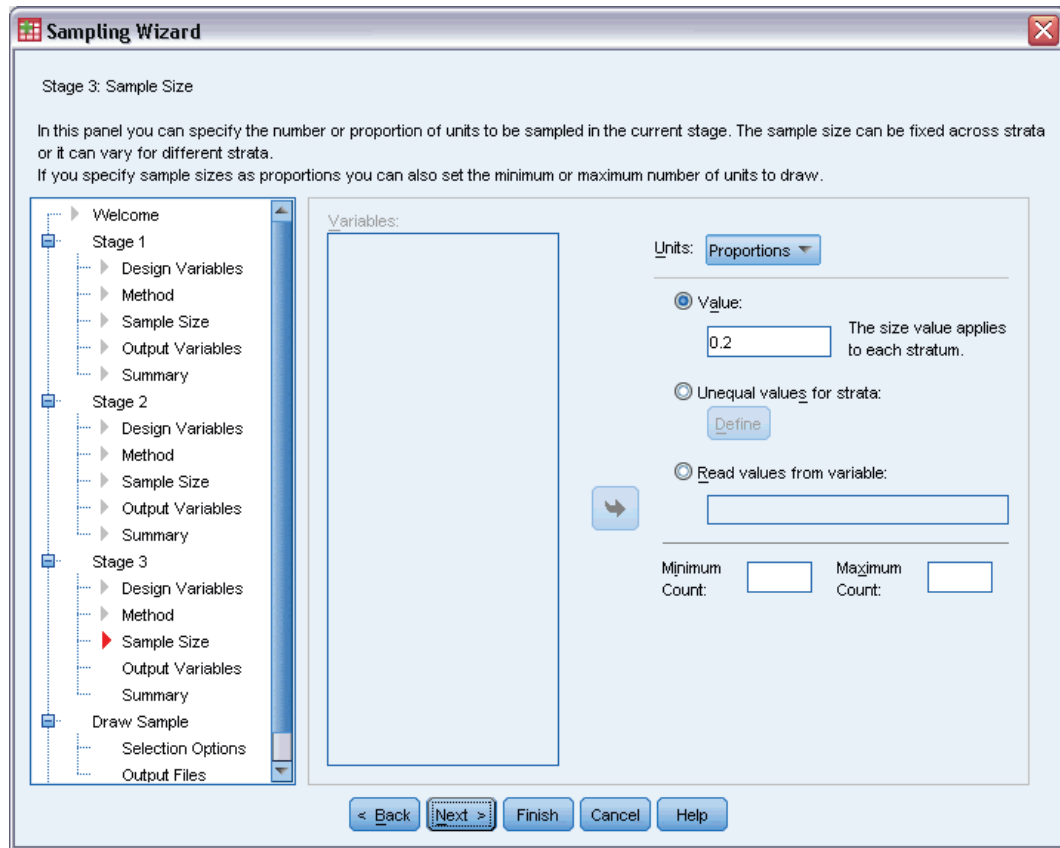 Sampling Wizard
Stage 3: Sample Size
In this panel you can specify the number or proportion of units to be sampled in the current stage. The sample size can be fixed across strata
or it can vary for different strata.
If you specify sample sizes as proportions you can also set the minimum or maximum number of units to draw.
Welcome
Stage 1
Design Variables
Method
Sample Size
Output Variables
Summary
Stage 2
Design Variables
Method
Sample Size
Output Variables
Summary
Stage 3
Design Variables
Method
Sample Size
Output Variables
Summary
Draw Sample
Selection Options
Output Files
Variables:
Units: Proportions
Value:
0.2
The size value applies
to each stratum.
Unequal values for strata:
Define
Read values from variable:
Minimum
Count:
Maximum
Count:
< Back
Next >
Finish
Cancel
Help